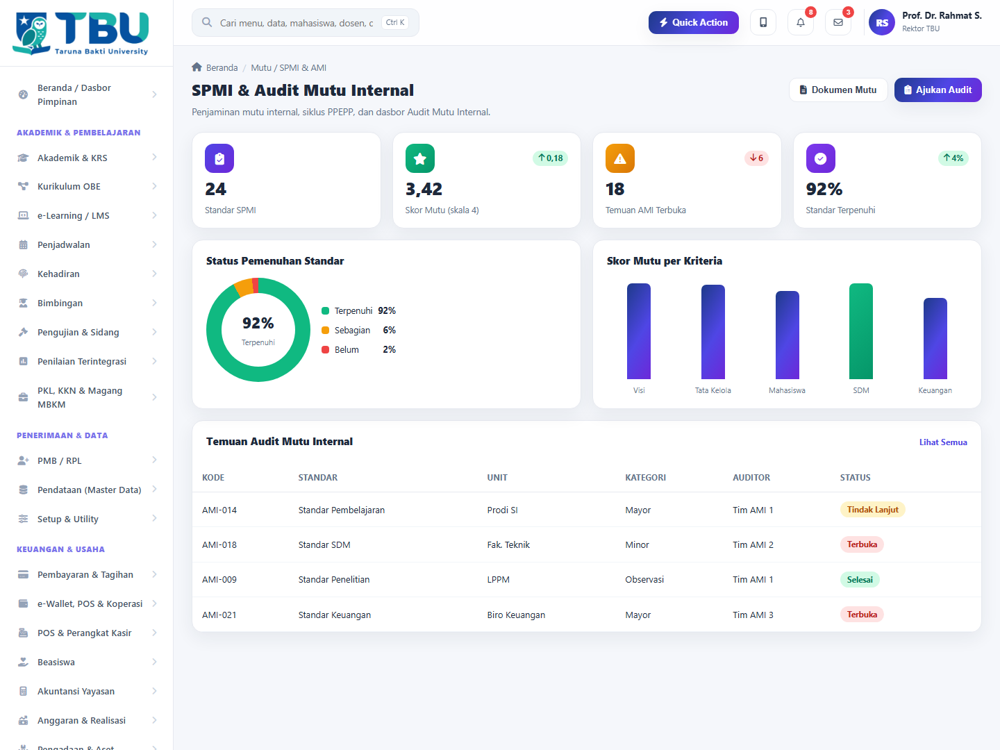 TBU
Taruna Bakti University
Cari menu, data, mahasiswa, dosen, c
Ctrl K
Quick Action
8
3
RS
Prof. Dr. Rahmat S.
Rektor TBU
Beranda / Dasbor
Pimpinan
AKADEMIK & PEMBELAJARAN
Akademik & KRS
Kurikulum OBE
e-Learning / LMS
Penjadwalan
Kehadiran
Bimbingan
Pengujian & Sidang
Penilaian Terintegrasi
PKL, KKN & Magang
MBKM
PENERIMAAN & DATA
PMB / RPL
Pendataan (Master Data)
Setup & Utility
KEUANGAN & USAHA
Pembayaran & Tagihan
e-Wallet, POS & Koperasi
POS & Perangkat Kasir
Beasiswa
Akuntansi Yayasan
Anggaran & Realisasi
Pengadaan & Aset
Beranda / Mutu / SPMI & AMI
SPMI & Audit Mutu Internal
Penjaminan mutu internal, siklus PPEPP, dan dasbor Audit Mutu Internal.
Dokumen Mutu
Ajukan Audit
24
Standar SPMI
0,18
3,42
Skor Mutu (skala 4)
6
18
Temuan AMI Terbuka
4%
92%
Standar Terpenuhi
Status Pemenuhan Standar
92%
Terpenuhi
Terpenuhi 92%
Sebagian 6%
Belum 2%
Skor Mutu per Kriteria
Visi
Tata Kelola
Mahasiswa
SDM
Keuangan
Temuan Audit Mutu Internal
Lihat Semua
KODE STANDAR UNIT KATEGORI AUDITOR STATUS
AMI-014 Standar Pembelajaran Prodi SI Mayor Tim AMI 1 Tindak Lanjut
AMI-018 Standar SDM Fak. Teknik Minor Tim AMI 2 Terbuka
AMI-009 Standar Penelitian LPPM Observasi Tim AMI 1 Selesai
AMI-021 Standar Keuangan Biro Keuangan Mayor Tim AMI 3 Terbuka